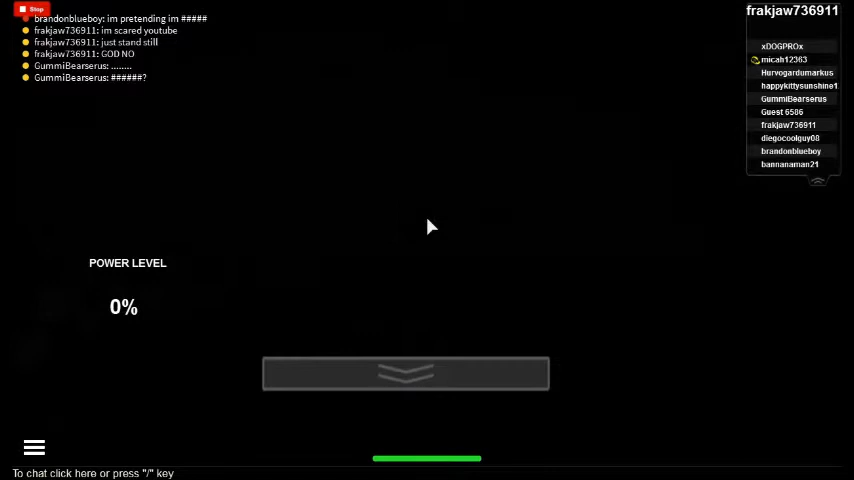 Stop
frakjaw736911
brandonblueboy: im pretending im #####
frakjaw736911: im scared youtube
frakjaw736911: just stand still
frakjaw736911: GOD NO
GummiBearserus: ........
GummiBearserus: ######?
xDOGPROx
micah12363
Hurvogardumarkus
happykittysunshine1
GummiBearserus
Guest 6586
frakjaw736911
diegocoolguy08
brandonblueboy
bannanaman21
POWER LEVEL
0%
To chat click here or press "/" key